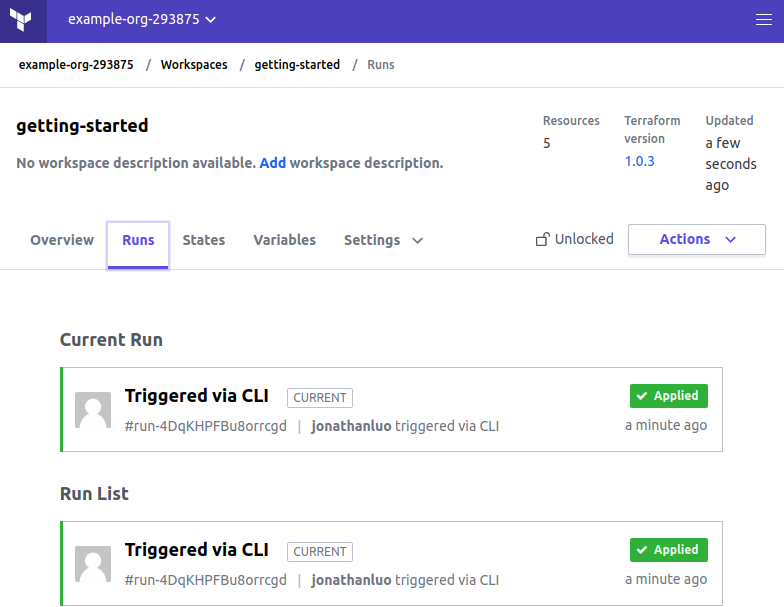 example-org-293875
example-org-293875 / Workspaces / getting-started / Runs
getting-started
No workspace description available. Add workspace description.
Resources
5
Terraform
version
1.0.3
Updated
a few
seconds
ago
Overview Runs States Variables Settings
Unlocked
Actions
Current Run
Triggered via CLI CURRENT
Applied
#run-4DqKHPFBu8orrcgd | jonathanluo triggered via CLI
a minute ago
Run List
Triggered via CLI CURRENT
Applied
#run-4DqKHPFBu8orrcgd | jonathanluo triggered via CLI
a minute ago